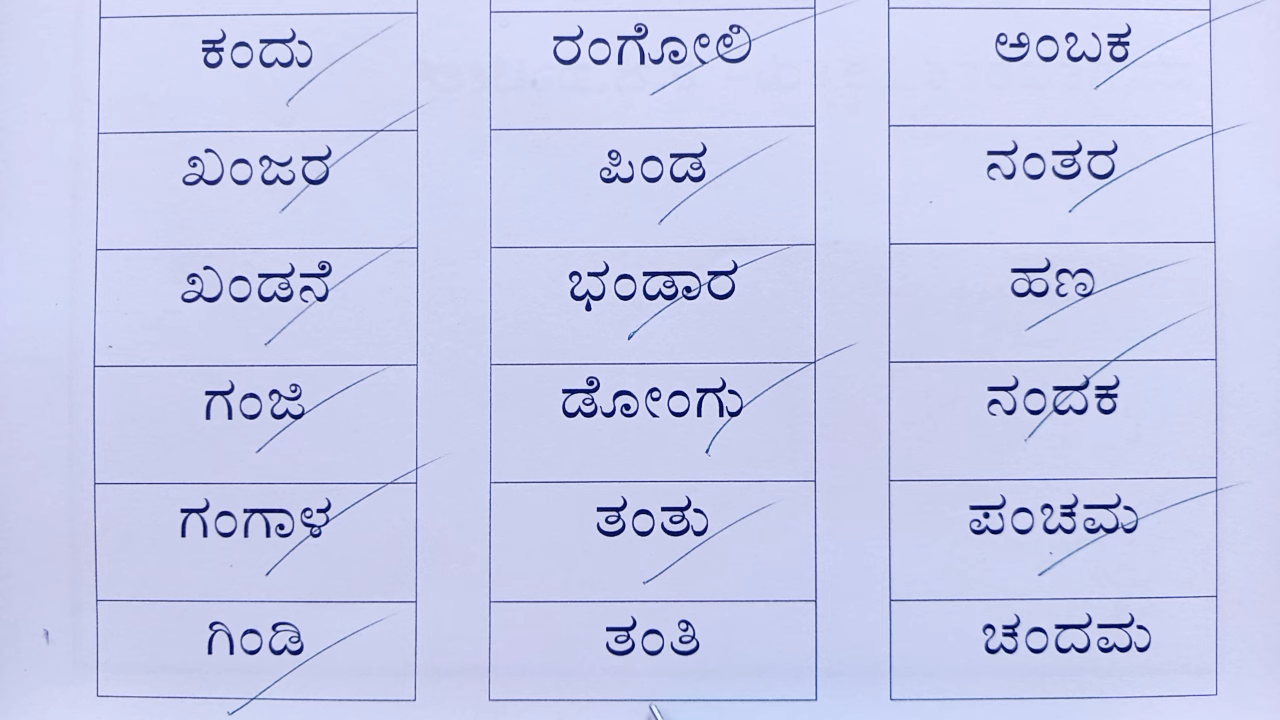 ಕಂದು ರಂಗೋಲಿ ಅಂಬಕ
ಖಂಜರ ಪಿಂಡ ನಂತರ
ಖಂಡನೆ ಭಂಡಾರ ಹಣ
ಗಂಜಿ ಡೋಂಗು ನಂದಕ
ಗಂಗಾಳ ತಂತು ಪಂಚಮ
ಗಿಂಡಿ ತಂತಿ ಚಂದಮ